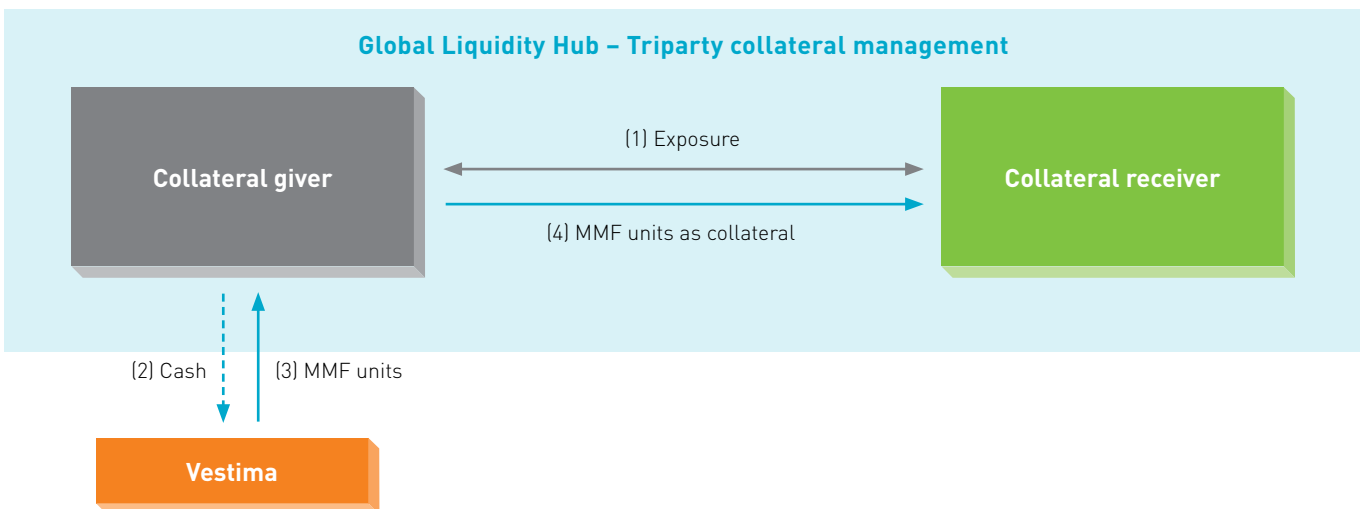 Global Liquidity Hub – Triparty collateral management
Collateral giver
(1) Exposure
Collateral receiver
(4) MMF units as collateral
(2) Cash
(3) MMF units
Vestima